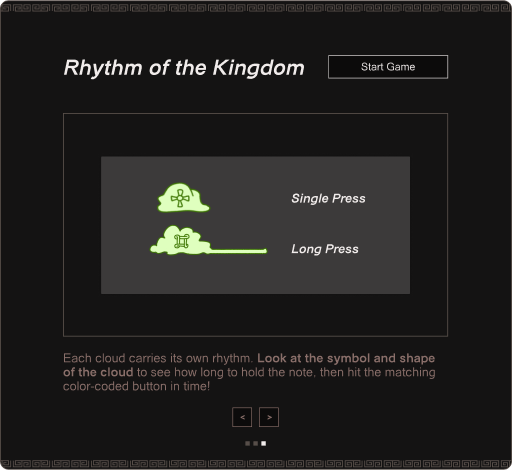 Rhythm of the Kingdom
Start Game
Single Press
Long Press
Each cloud carries its own rhythm. Look at the symbol and shape
of the cloud to see how long to hold the note, then hit the matching
color-coded button in time!
< >